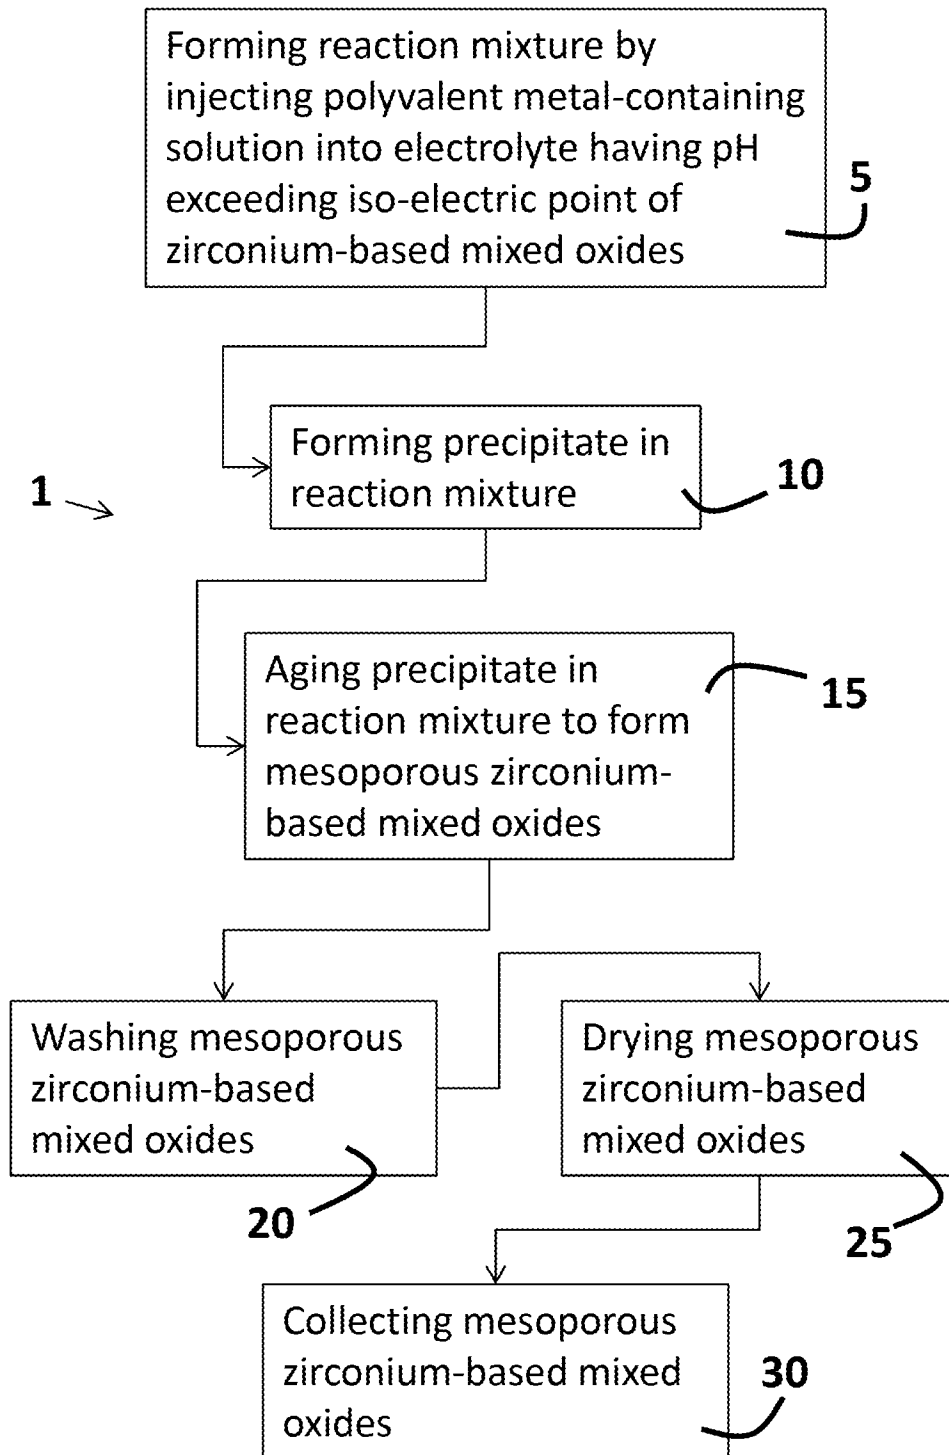 Forming reaction mixture by
injecting polyvalent metal-containing
solution into electrolyte having pH
exceeding iso-electric point of
zirconium-based mixed oxides
5
Forming precipitate in
reaction mixture
10
1
Aging precipitate in
reaction mixture to form
mesoporous zirconium-
based mixed oxides
15
Washing mesoporous
zirconium-based
mixed oxides
20
Drying mesoporous
zirconium-based
mixed oxides
25
Collecting mesoporous
zirconium-based mixed
oxides
30